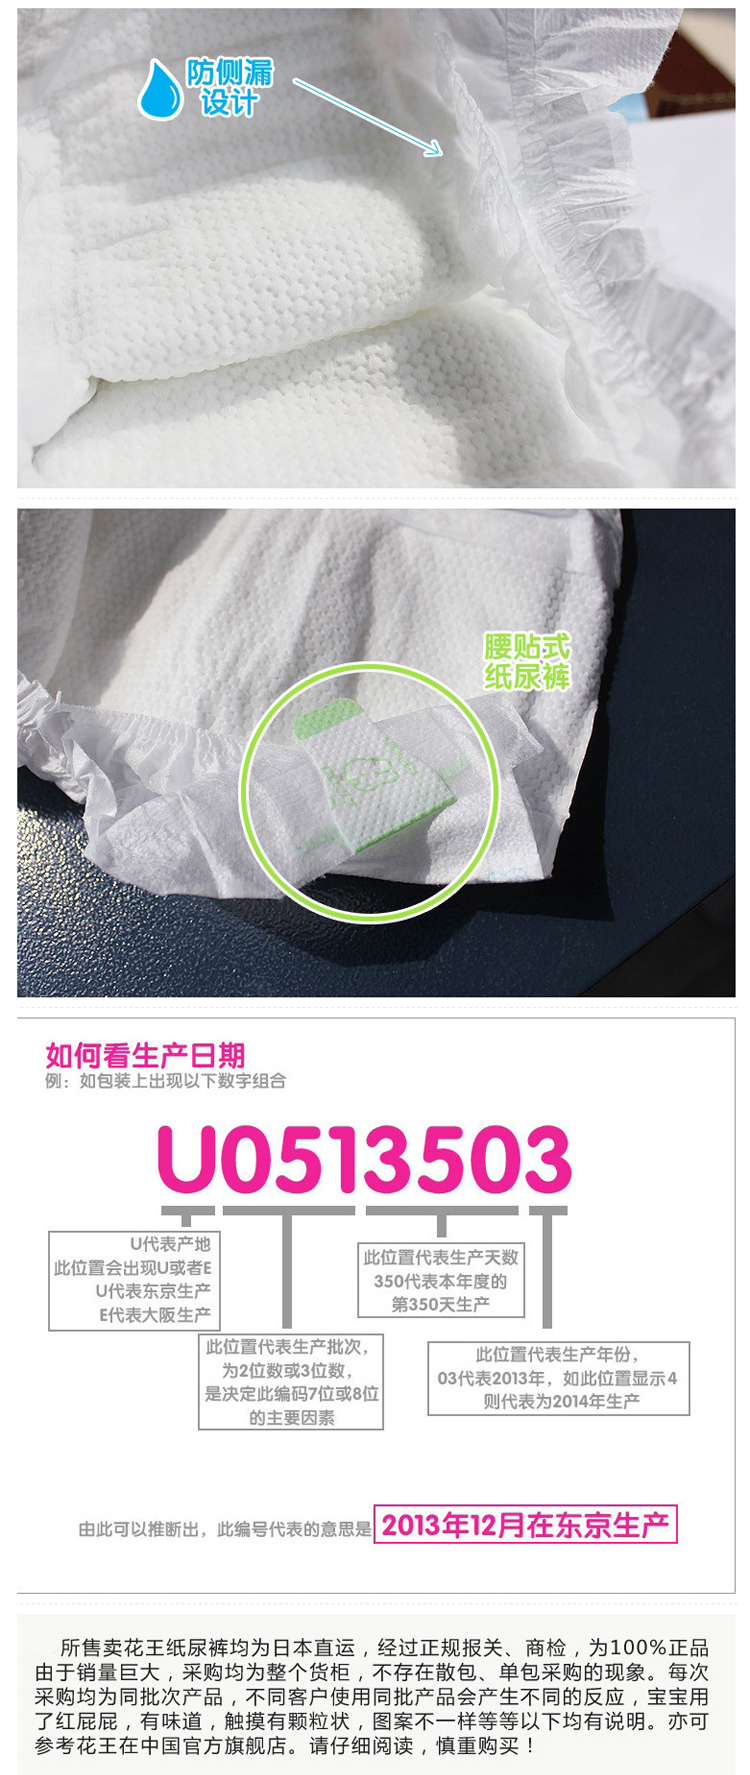 防侧漏
设计
腰贴式
纸尿裤
如何看生产日期
例：如包装上出现以下数字组合
U0513503
U代表产地
此位置会出现U或者E
U代表东京生产
E代表大阪生产
此位置代表生产天数
350代表本年度的
第350天生产
此位置代表生产批次，
为2位数或3位数，
是决定此编码7位或8位
的主要因素
此位置代表生产年份，
03代表2013年，如此位置显示4
则代表为2014年生产
由此可以推断出，此编号代表的意思是 2013年12月在东京生产
所售卖花王纸尿裤均为日本直运，经过正规报关、商检，为100%正品
由于销量巨大，采购均为整个货柜，不存在散包、单包采购的现象。每次
采购均为同批次产品，不同客户使用同批产品会产生不同的反应，宝宝用
了红屁屁，有味道，触摸有颗粒状，图案不一样等等以下均有说明。亦可
参考花王在中国官方旗舰店。请仔细阅读，慎重购买！